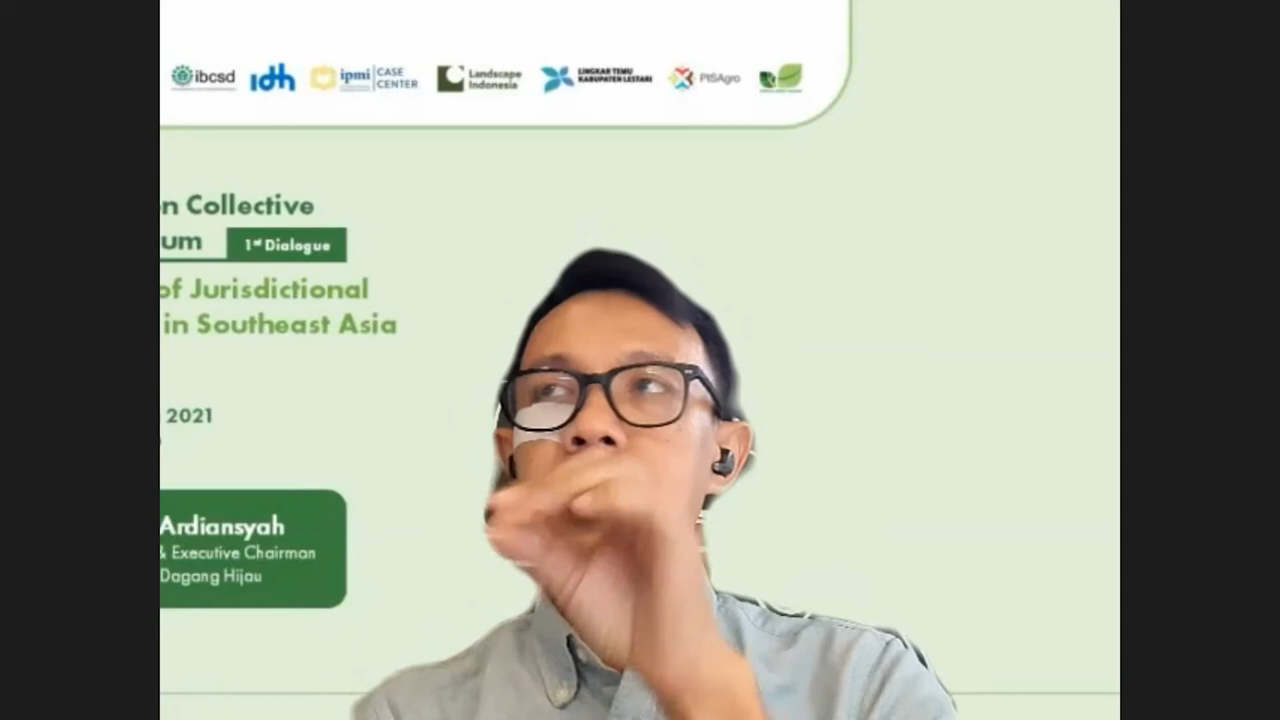 ibcsd
idh
ipmi CASE CENTER
Landscape Indonesia
LINGKAR TEMU KABUPATEN LESTARI
PISAgro
n Collective
um
1st Dialogue
of Jurisdictional
in Southeast Asia
2021
Ardiansyah
& Executive Chairman
Dagang Hijau